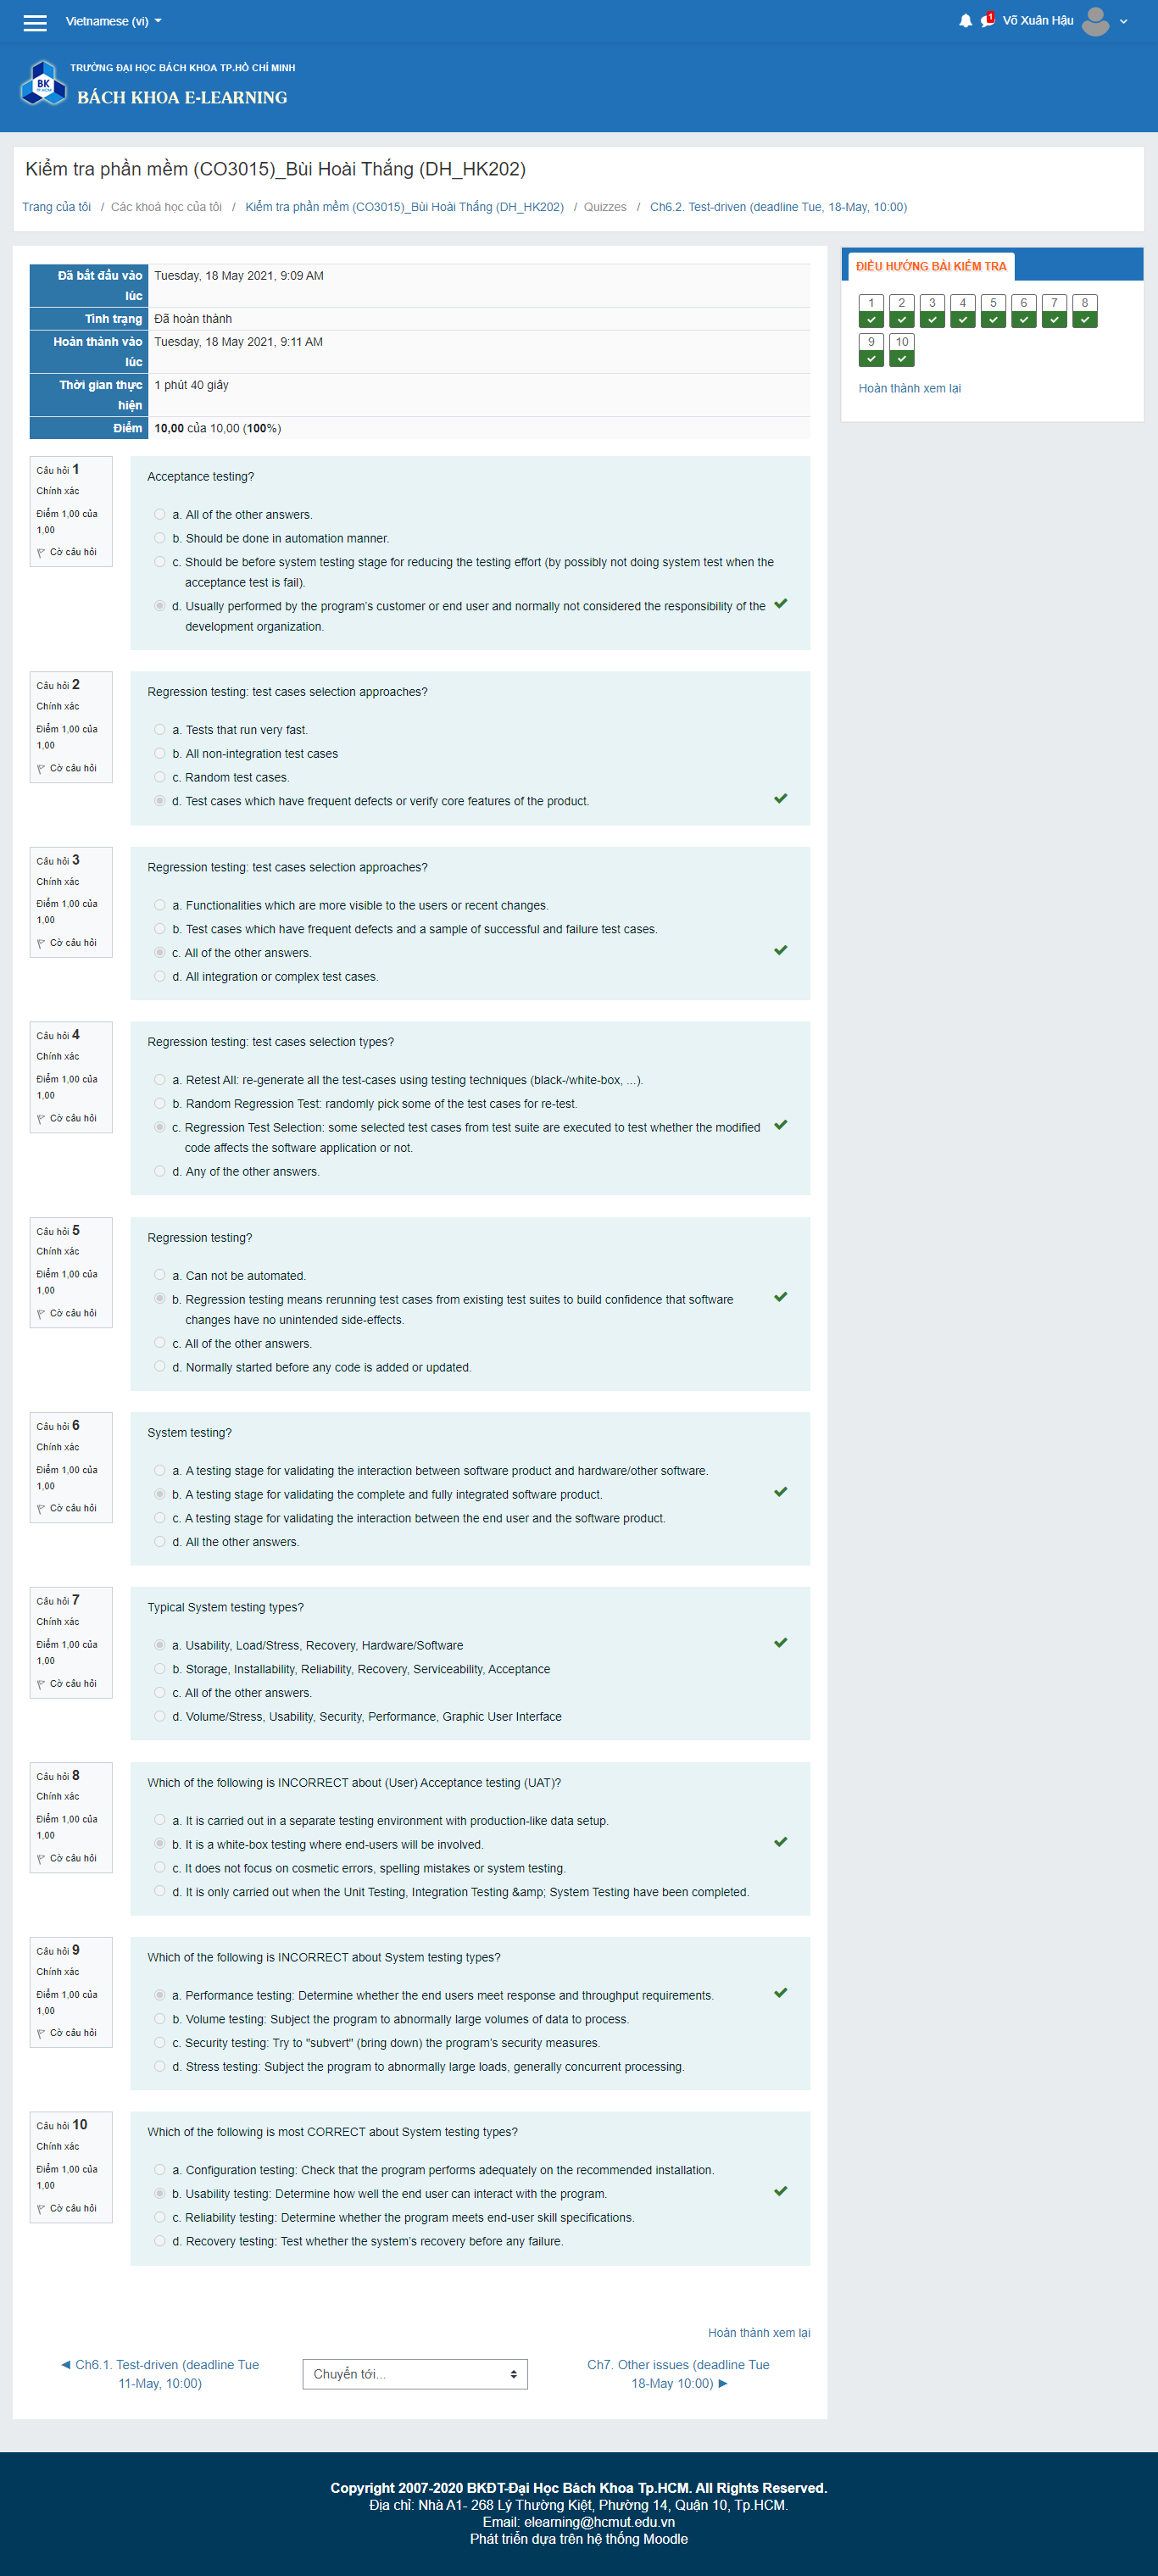 Vietnamese (vi)
1
Võ Xuân Hậu
TRƯỜNG ĐẠI HỌC BÁCH KHOA TP.HỒ CHÍ MINH
BK
TP.HCM
BÁCH KHOA E-LEARNING
Kiểm tra phần mềm (CO3015)_Bùi Hoài Thắng (DH_HK202)
Trang của tôi / Các khoá học của tôi / Kiểm tra phần mềm (CO3015)_Bùi Hoài Thắng (DH_HK202) / Quizzes / Ch6.2. Test-driven (deadline Tue, 18-May, 10:00)
Đã bắt đầu vào lúc Tuesday, 18 May 2021, 9:09 AM
Tình trạng Đã hoàn thành
Hoàn thành vào lúc Tuesday, 18 May 2021, 9:11 AM
Thời gian thực hiện 1 phút 40 giây
Điểm 10,00 của 10,00 (100%)
Câu hỏi 1
Chính xác
Điểm 1,00 của
1,00
Cờ câu hỏi
Acceptance testing?
a. All of the other answers.
b. Should be done in automation manner.
c. Should be before system testing stage for reducing the testing effort (by possibly not doing system test when the
acceptance test is fail).
d. Usually performed by the program's customer or end user and normally not considered the responsibility of the
development organization.
Câu hỏi 2
Chính xác
Điểm 1,00 của
1,00
Cờ câu hỏi
Regression testing: test cases selection approaches?
a. Tests that run very fast.
b. All non-integration test cases
c. Random test cases.
d. Test cases which have frequent defects or verify core features of the product.
Câu hỏi 3
Chính xác
Điểm 1,00 của
1,00
Cờ câu hỏi
Regression testing: test cases selection approaches?
a. Functionalities which are more visible to the users or recent changes.
b. Test cases which have frequent defects and a sample of successful and failure test cases.
c. All of the other answers.
d. All integration or complex test cases.
Câu hỏi 4
Chính xác
Điểm 1,00 của
1,00
Cờ câu hỏi
Regression testing: test cases selection types?
a. Retest All: re-generate all the test-cases using testing techniques (black-/white-box, ...).
b. Random Regression Test: randomly pick some of the test cases for re-test.
c. Regression Test Selection: some selected test cases from test suite are executed to test whether the modified
code affects the software application or not.
d. Any of the other answers.
Câu hỏi 5
Chính xác
Điểm 1,00 của
1,00
Cờ câu hỏi
Regression testing?
a. Can not be automated.
b. Regression testing means rerunning test cases from existing test suites to build confidence that software
changes have no unintended side-effects.
c. All of the other answers.
d. Normally started before any code is added or updated.
Câu hỏi 6
Chính xác
Điểm 1,00 của
1,00
Cờ câu hỏi
System testing?
a. A testing stage for validating the interaction between software product and hardware/other software.
b. A testing stage for validating the complete and fully integrated software product.
c. A testing stage for validating the interaction between the end user and the software product.
d. All the other answers.
Câu hỏi 7
Chính xác
Điểm 1,00 của
1,00
Cờ câu hỏi
Typical System testing types?
a. Usability, Load/Stress, Recovery, Hardware/Software
b. Storage, Installability, Reliability, Recovery, Serviceability, Acceptance
c. All of the other answers.
d. Volume/Stress, Usability, Security, Performance, Graphic User Interface
Câu hỏi 8
Chính xác
Điểm 1,00 của
1,00
Cờ câu hỏi
Which of the following is INCORRECT about (User) Acceptance testing (UAT)?
a. It is carried out in a separate testing environment with production-like data setup.
b. It is a white-box testing where end-users will be involved.
c. It does not focus on cosmetic errors, spelling mistakes or system testing.
d. It is only carried out when the Unit Testing, Integration Testing &amp; System Testing have been completed.
Câu hỏi 9
Chính xác
Điểm 1,00 của
1,00
Cờ câu hỏi
Which of the following is INCORRECT about System testing types?
a. Performance testing: Determine whether the end users meet response and throughput requirements.
b. Volume testing: Subject the program to abnormally large volumes of data to process.
c. Security testing: Try to "subvert" (bring down) the program's security measures.
d. Stress testing: Subject the program to abnormally large loads, generally concurrent processing.
Câu hỏi 10
Chính xác
Điểm 1,00 của
1,00
Cờ câu hỏi
Which of the following is most CORRECT about System testing types?
a. Configuration testing: Check that the program performs adequately on the recommended installation.
b. Usability testing: Determine how well the end user can interact with the program.
c. Reliability testing: Determine whether the program meets end-user skill specifications.
d. Recovery testing: Test whether the system's recovery before any failure.
Hoàn thành xem lại
◄ Ch6.1. Test-driven (deadline Tue
11-May, 10:00)
Chuyển tới...
Ch7. Other issues (deadline Tue
18-May 10:00) ►
ĐIỀU HƯỚNG BÀI KIỂM TRA
1 2 3 4 5 6 7 8
9 10
Hoàn thành xem lại
Copyright 2007-2020 BKĐT-Đại Học Bách Khoa Tp.HCM. All Rights Reserved.
Địa chỉ: Nhà A1- 268 Lý Thường Kiệt, Phường 14, Quận 10, Tp.HCM.
Email: elearning@hcmut.edu.vn
Phát triển dựa trên hệ thống Moodle